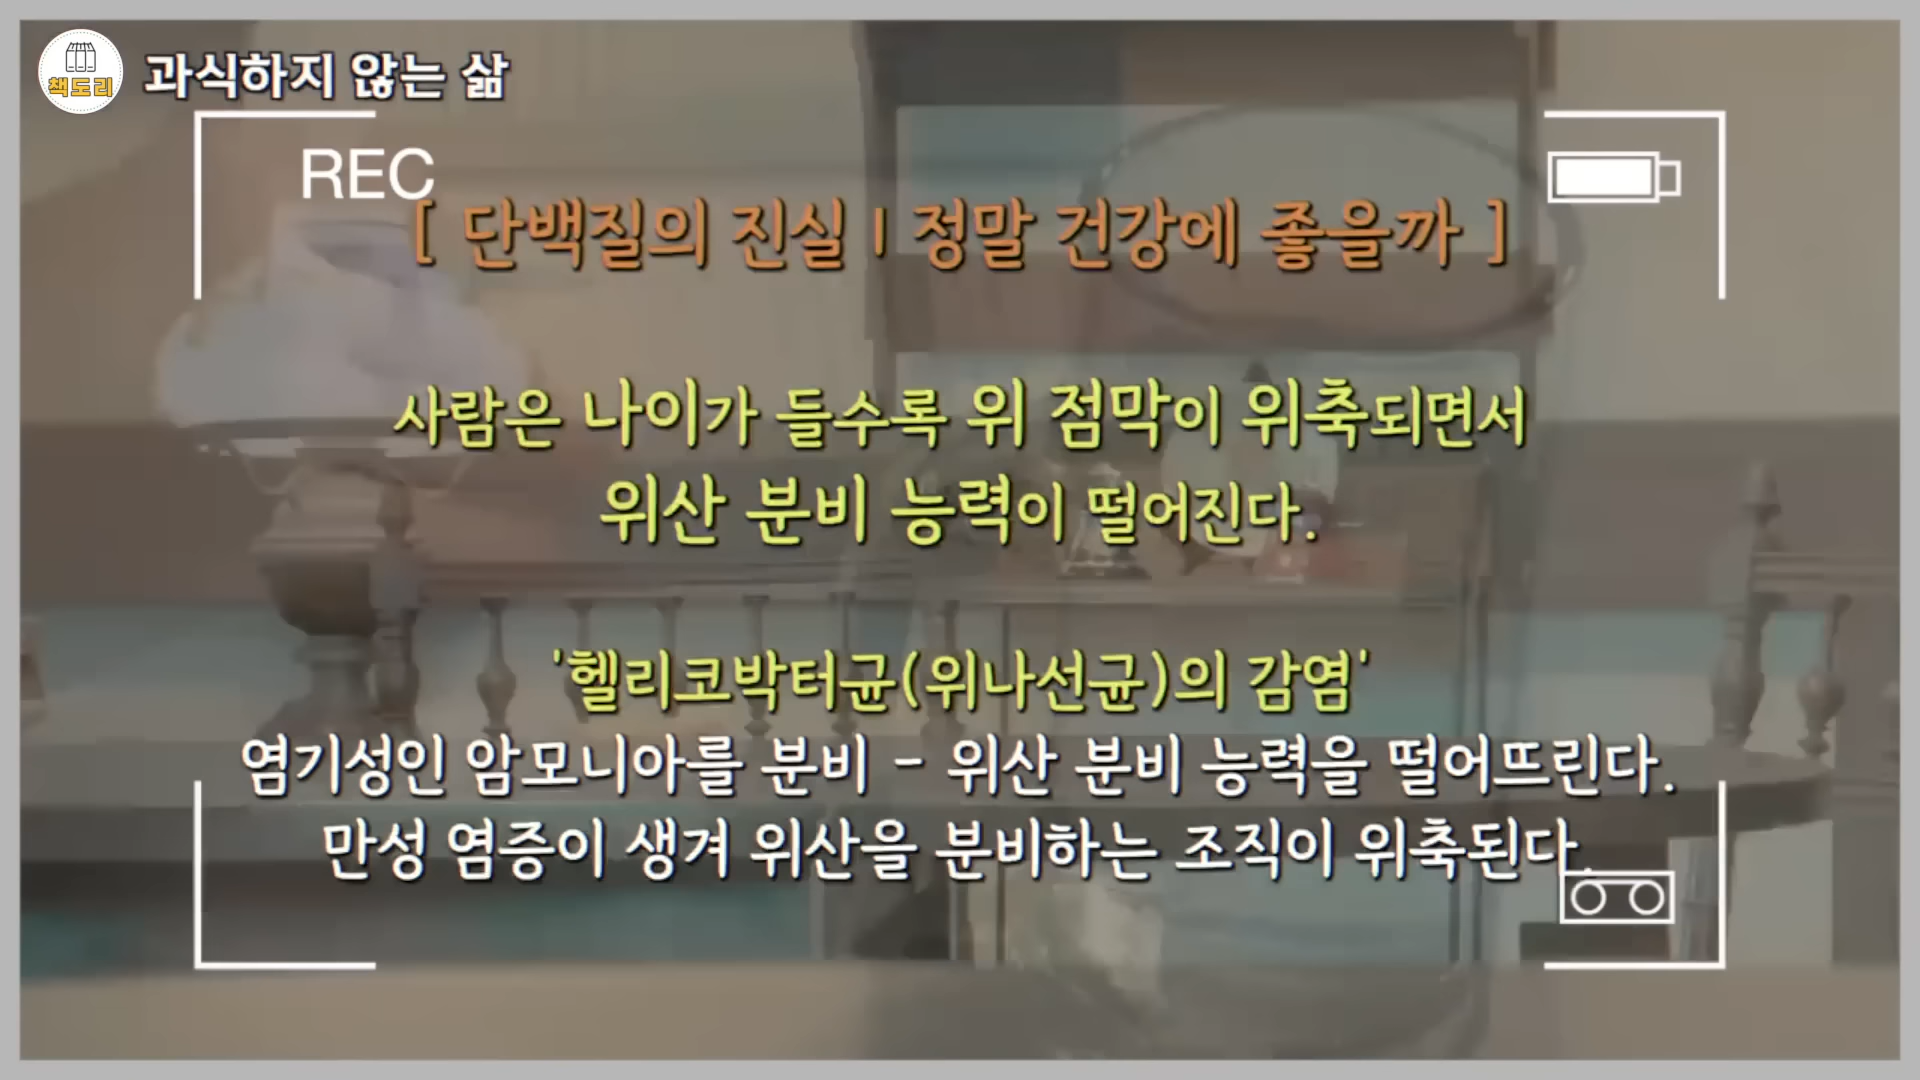 책도리
과식하지 않는 삶
REC
[ 단백질의 진실 | 정말 건강에 좋을까 ]
사람은 나이가 들수록 위 점막이 위축되면서
위산 분비 능력이 떨어진다.
'헬리코박터균(위나선균)의 감염'
염기성인 암모니아를 분비 - 위산 분비 능력을 떨어뜨린다.
만성 염증이 생겨 위산을 분비하는 조직이 위축된다.